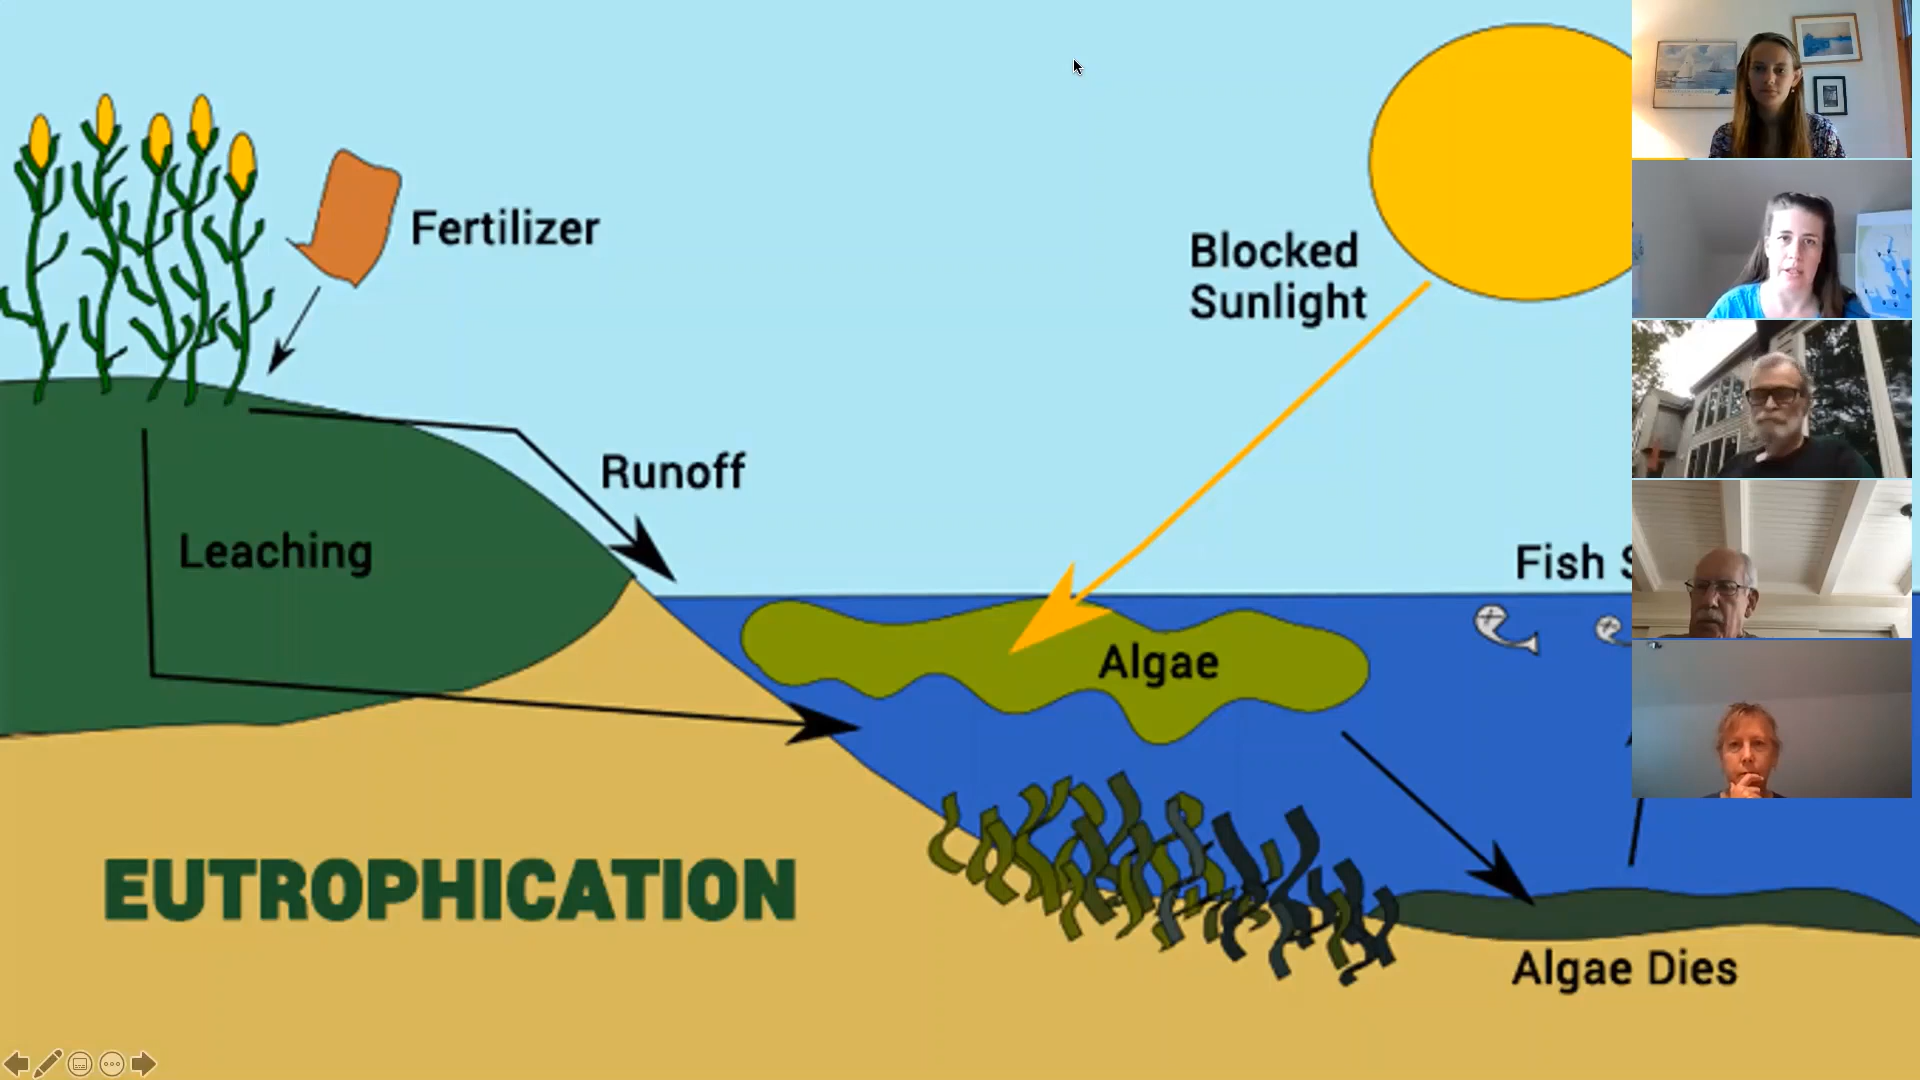 Fertilizer
Blocked
Sunlight
Runoff
Leaching
Fish S
Algae
EUTROPHICATION
Algae Dies